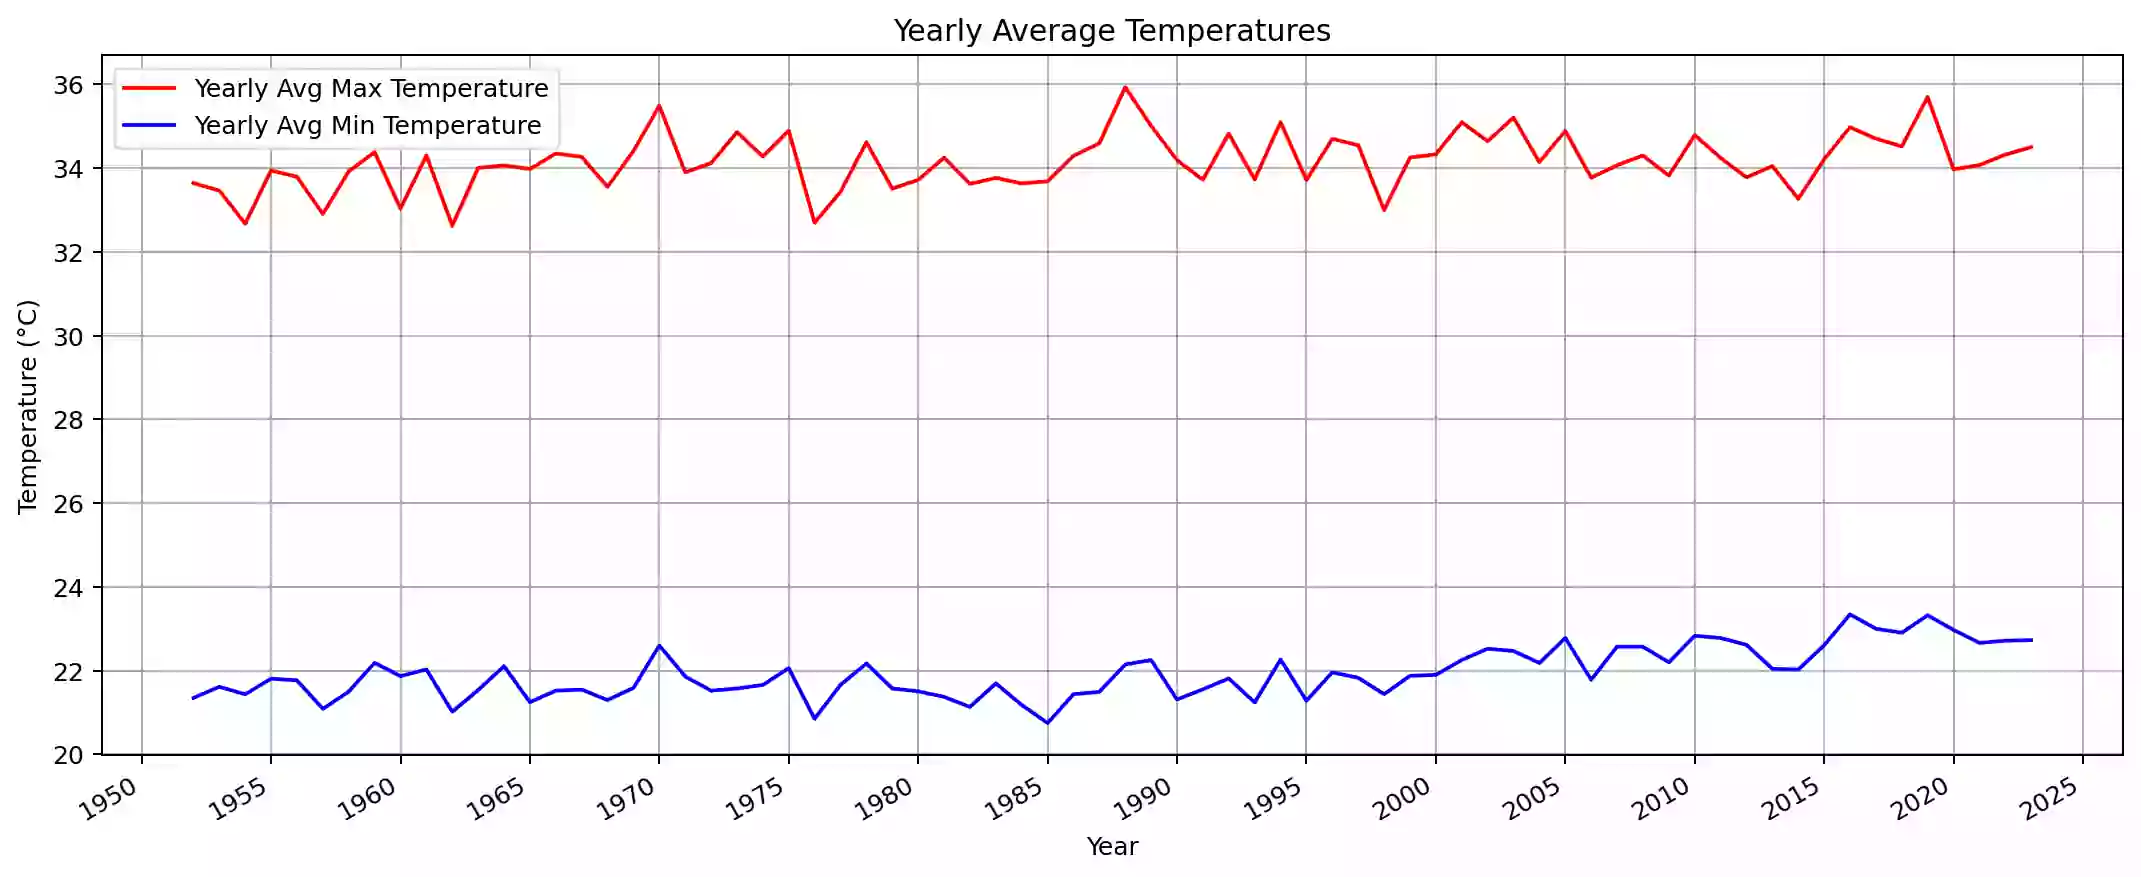 Yearly Average Temperatures
Yearly Avg Max Temperature
Yearly Avg Min Temperature
36
34
32
30
28
26
24
22
20
Temperature (°C)
1950 1955 1960 1965 1970 1975 1980 1985 1990 1995 2000 2005 2010 2015 2020 2025
Year